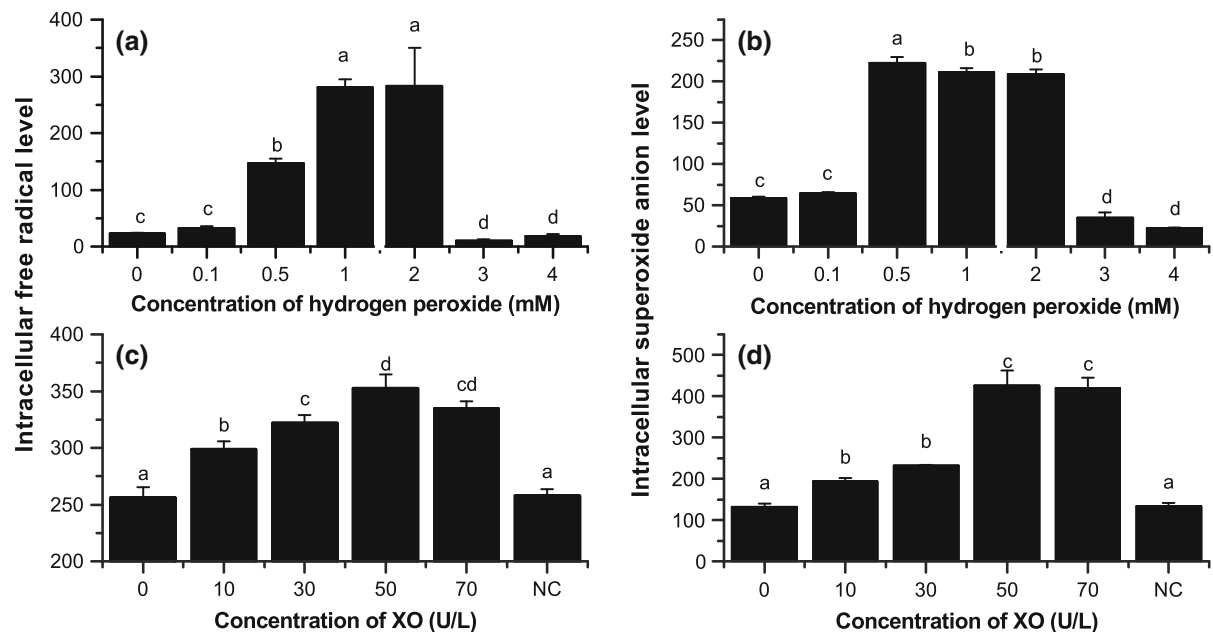 (a)
Intracellular free radical level
400
300
200
100
0
c
c
b
a
a
d
d
0 0.1 0.5 1 2 3 4
Concentration of hydrogen peroxide (mM)
(b)
Intracellular superoxide anion level
250
200
150
100
50
0
c
c
a
b
b
d
d
0 0.1 0.5 1 2 3 4
Concentration of hydrogen peroxide (mM)
(c)
400
350
300
250
200
a
b
c
d
cd
a
0 10 30 50 70 NC
Concentration of XO (U/L)
(d)
500
400
300
200
100
0
a
b
b
c
c
a
0 10 30 50 70 NC
Concentration of XO (U/L)